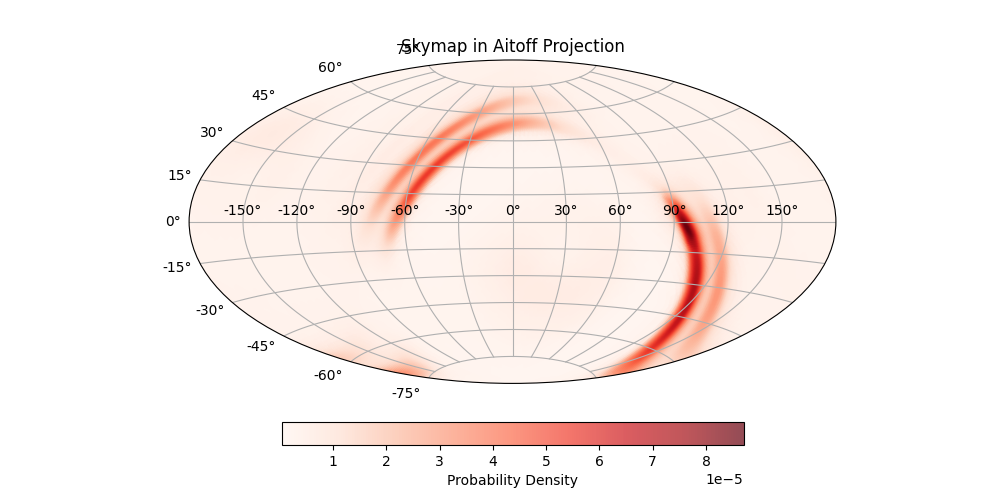 75°
Skymap in Aitoff Projection
60°
45°
30°
15°
-150° -120° -90° -60° -30° 0° 30° 60° 90° 120° 150°
0°
-15°
-30°
-45°
-60°
-75°
1 2 3 4 5 6 7 8
1e−5
Probability Density